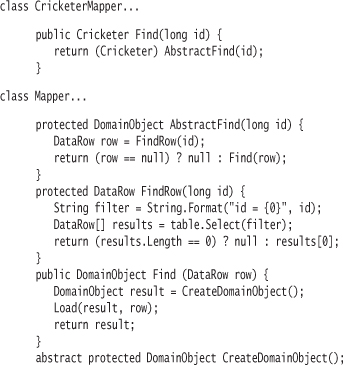 class CricketerMapper...
public Cricketer Find(long id) {
return (Cricketer) AbstractFind(id);
}
class Mapper...
protected DomainObject AbstractFind(long id) {
DataRow row = FindRow(id);
return (row == null) ? null : Find(row);
}
protected DataRow FindRow(long id) {
String filter = String.Format("id = {0}", id);
DataRow[] results = table.Select(filter);
return (results.Length == 0) ? null : results[0];
}
public DomainObject Find (DataRow row) {
DomainObject result = CreateDomainObject();
Load(result, row);
return result;
}
abstract protected DomainObject CreateDomainObject();